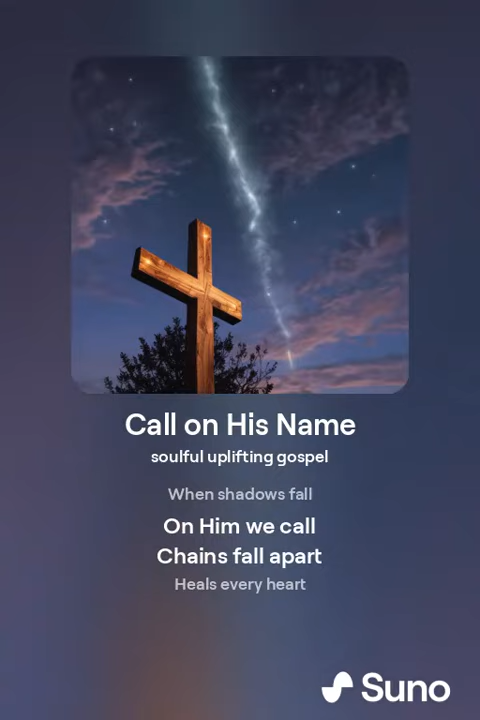 Call on His Name
soulful uplifting gospel
When shadows fall
On Him we call
Chains fall apart
Heals every heart
Suno